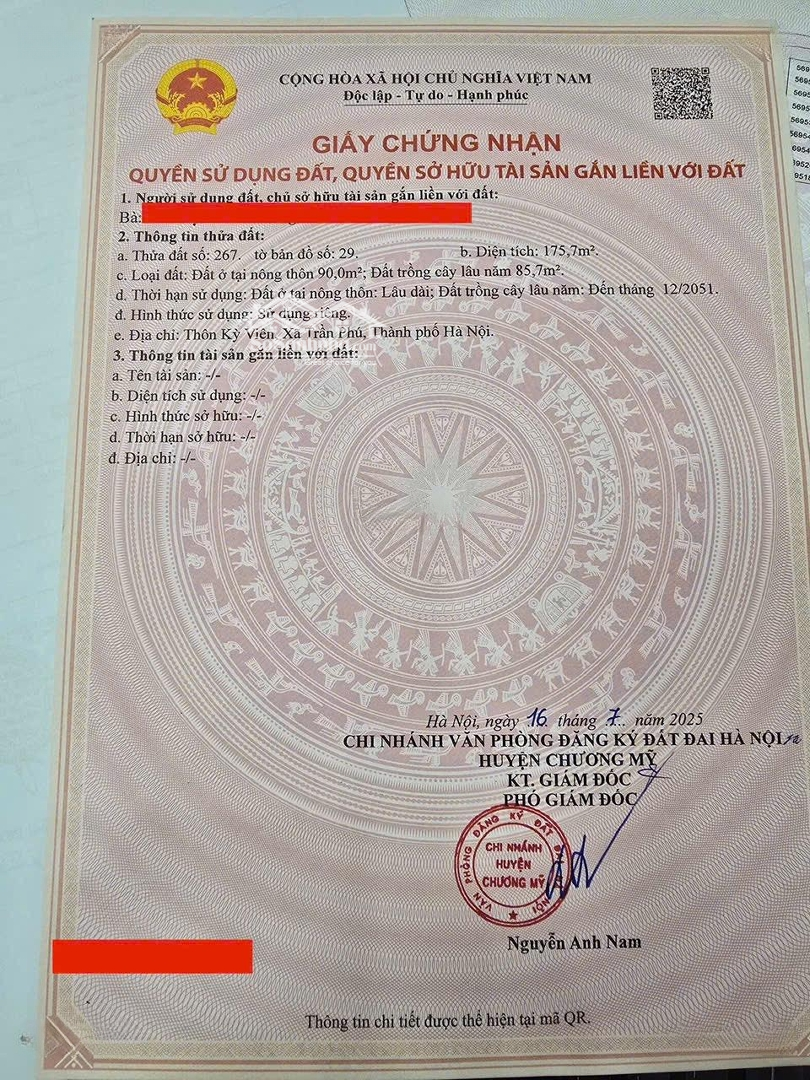 CỘNG HÒA XÃ HỘI CHỦ NGHĨA VIỆT NAM
Độc lập - Tự do - Hạnh phúc
GIẤY CHỨNG NHẬN
QUYỀN SỬ DỤNG ĐẤT, QUYỀN SỞ HỮU TÀI SẢN GẮN LIỀN VỚI ĐẤT
1. Người sử dụng đất, chủ sở hữu tài sản gắn liền với đất:
Bà:
2. Thông tin thửa đất:
a. Thửa đất số: 267. tờ bản đồ số: 29. b. Diện tích: 175,7m².
c. Loại đất: Đất ở tại nông thôn 90,0m²; Đất trồng cây lâu năm 85,7m².
d. Thời hạn sử dụng: Đất ở tại nông thôn: Lâu dài; Đất trồng cây lâu năm: Đến tháng 12/2051.
đ. Hình thức sử dụng: Sử dụng riêng.
e. Địa chỉ: Thôn Kỳ Viên, Xã Trần Phú, Thành phố Hà Nội.
3. Thông tin tài sản gắn liền với đất:
a. Tên tài sản: -/-
b. Diện tích sử dụng: -/-
c. Hình thức sở hữu: -/-
d. Thời hạn sở hữu: -/-
đ. Địa chỉ: -/-
Hà Nội, ngày 16 tháng 7 năm 2025
CHI NHÁNH VĂN PHÒNG ĐĂNG KÝ ĐẤT ĐAI HÀ NỘI
HUYỆN CHƯƠNG MỸ
KT. GIÁM ĐỐC
PHÓ GIÁM ĐỐC
VĂN PHÒNG ĐĂNG KÝ ĐẤT
NỘI
CHI NHÁNH
HUYỆN
CHƯƠNG MỸ
Nguyễn Anh Nam
Thông tin chi tiết được thể hiện tại mã QR.